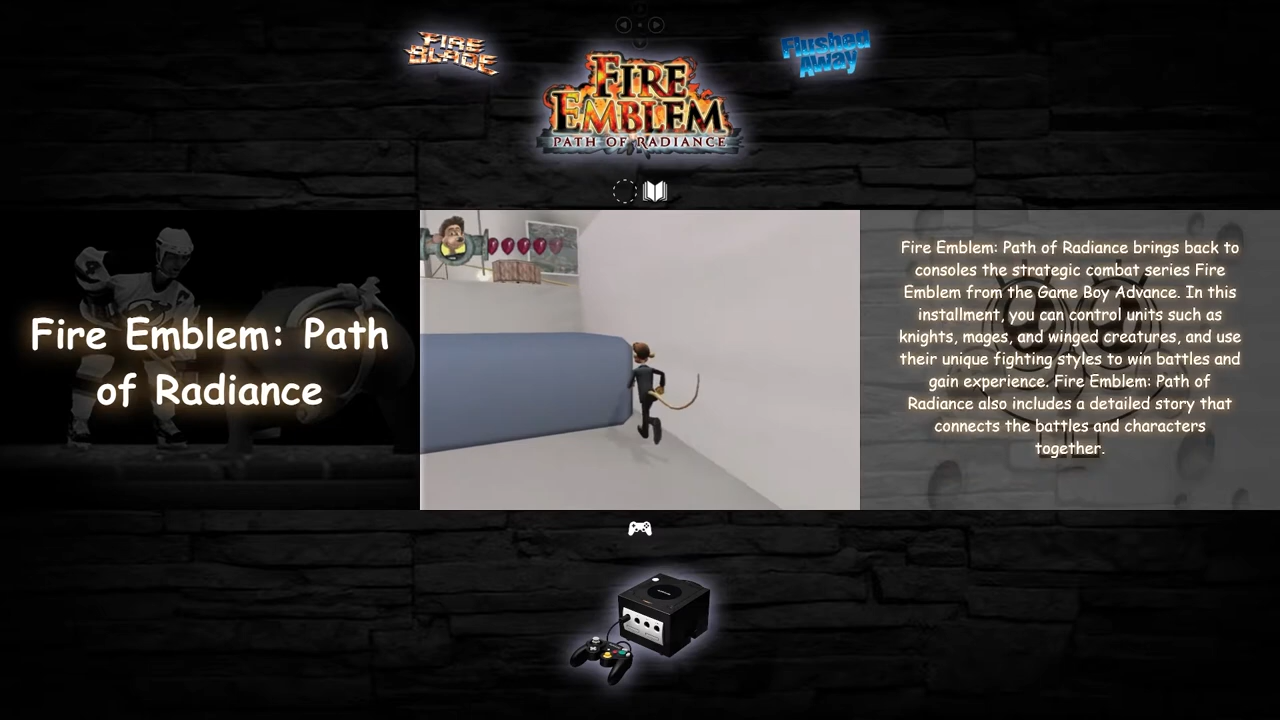 FIRE
BLADE
FIRE
EMBLEM
PATH OF RADIANCE
Flushed
Away
Fire Emblem: Path
of Radiance
Fire Emblem: Path of Radiance brings back to
consoles the strategic combat series Fire
Emblem from the Game Boy Advance. In this
installment, you can control units such as
knights, mages, and winged creatures, and use
their unique fighting styles to win battles and
gain experience. Fire Emblem: Path of
Radiance also includes a detailed story that
connects the battles and characters
together.